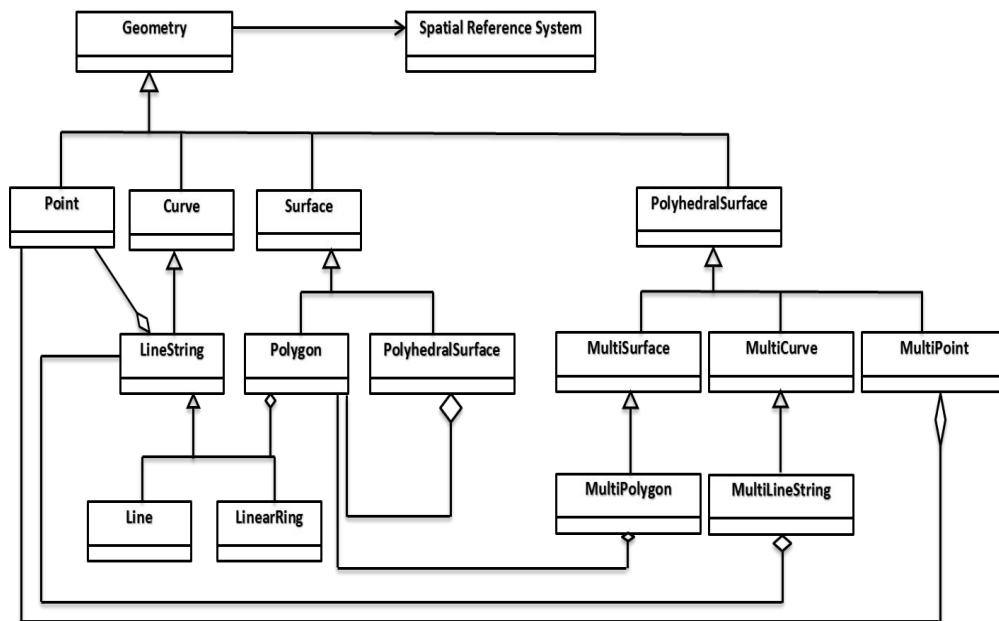 Geometry
Spatial Reference System
Point
Curve
Surface
PolyhedralSurface
LineString
Polygon
PolyhedralSurface
MultiSurface
MultiCurve
MultiPoint
MultiPolygon
MultiLineString
Line
LinearRing